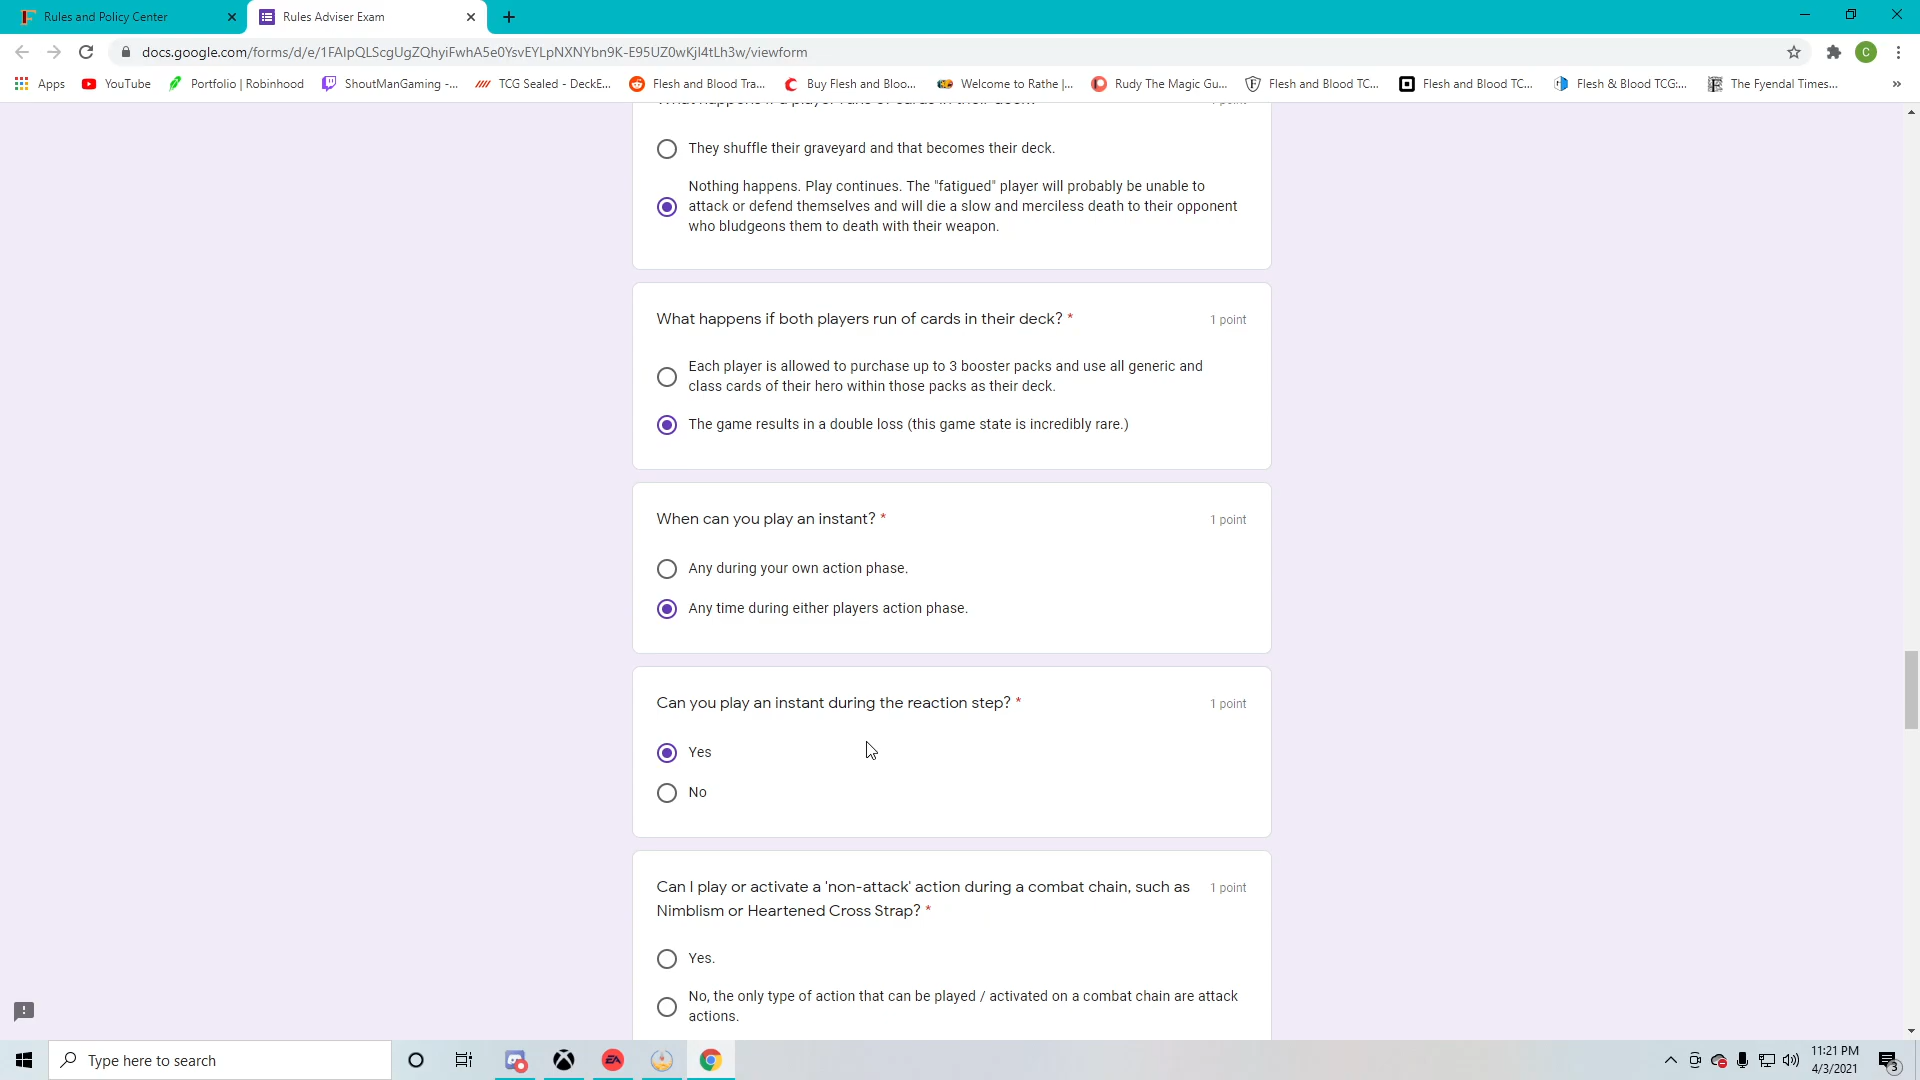 Rules and Policy Center
Rules Adviser Exam
docs.google.com/forms/d/e/1FAIpQLScgUgZQhyiFwhA5e0YsvEYLpNXNYbn9K-E95UZ0wKjI4tLh3w/viewform
C
Apps
YouTube
Portfolio | Robinhood
ShoutManGaming -...
TCG Sealed - DeckE...
Flesh and Blood Tra...
Buy Flesh and Bloo...
Welcome to Rathe |...
Rudy The Magic Gu...
Flesh and Blood TC...
Flesh and Blood TC...
Flesh & Blood TCG:...
The Fyendal Times...
They shuffle their graveyard and that becomes their deck.
Nothing happens. Play continues. The "fatigued" player will probably be unable to
attack or defend themselves and will die a slow and merciless death to their opponent
who bludgeons them to death with their weapon.
What happens if both players run of cards in their deck? *
1 point
Each player is allowed to purchase up to 3 booster packs and use all generic and
class cards of their hero within those packs as their deck.
The game results in a double loss (this game state is incredibly rare.)
When can you play an instant? *
1 point
Any during your own action phase.
Any time during either players action phase.
Can you play an instant during the reaction step? *
1 point
Yes
No
Can I play or activate a 'non-attack' action during a combat chain, such as
1 point
Nimblism or Heartened Cross Strap? *
Yes.
No, the only type of action that can be played / activated on a combat chain are attack
actions.
Type here to search
EA
11:21 PM
4/3/2021
3